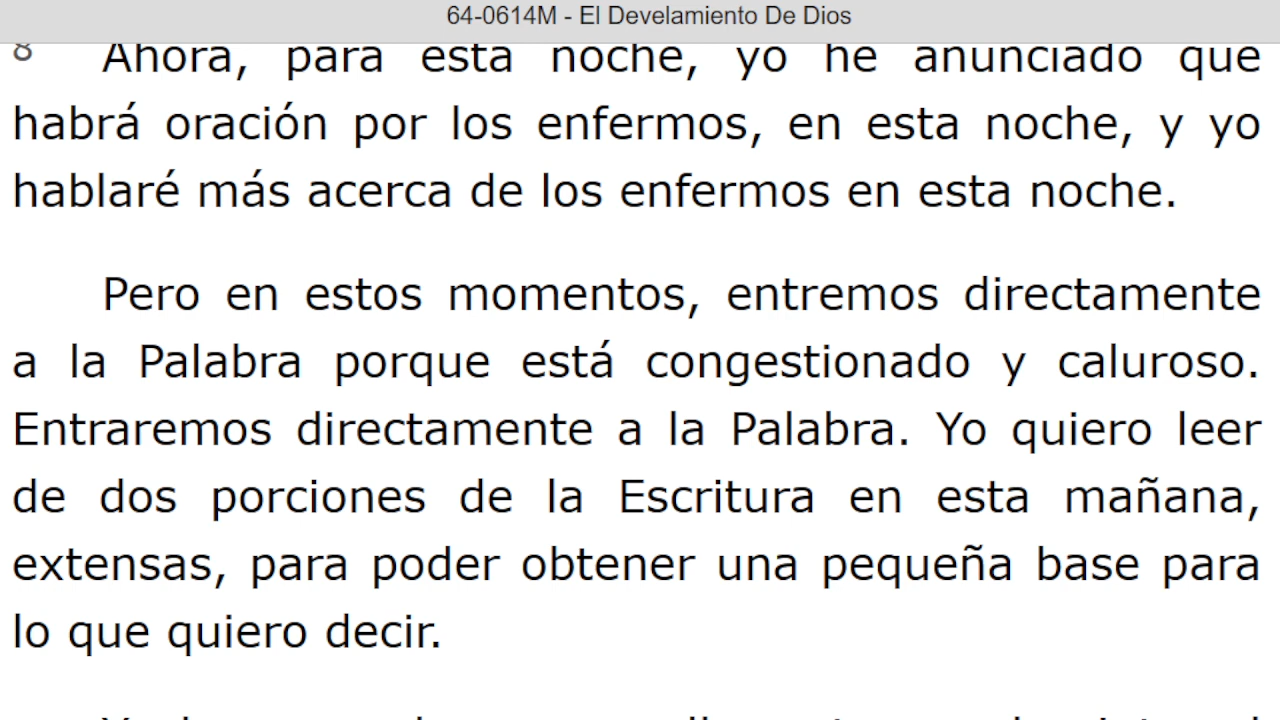 64-0614M - El Develamiento De Dios
8 Ahora, para esta noche, yo he anunciado que
habrá oración por los enfermos, en esta noche, y yo
hablaré más acerca de los enfermos en esta noche.
Pero en estos momentos, entremos directamente
a la Palabra porque está congestionado y caluroso.
Entraremos directamente a la Palabra. Yo quiero leer
de dos porciones de la Escritura en esta mañana,
extensas, para poder obtener una pequeña base para
lo que quiero decir.